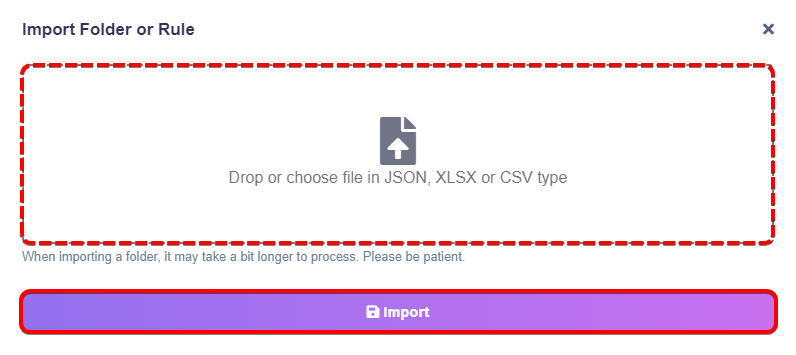 Import Folder or Rule
Drop or choose file in JSON, XLSX or CSV type
When importing a folder, it may take a bit longer to process. Please be patient.
Import